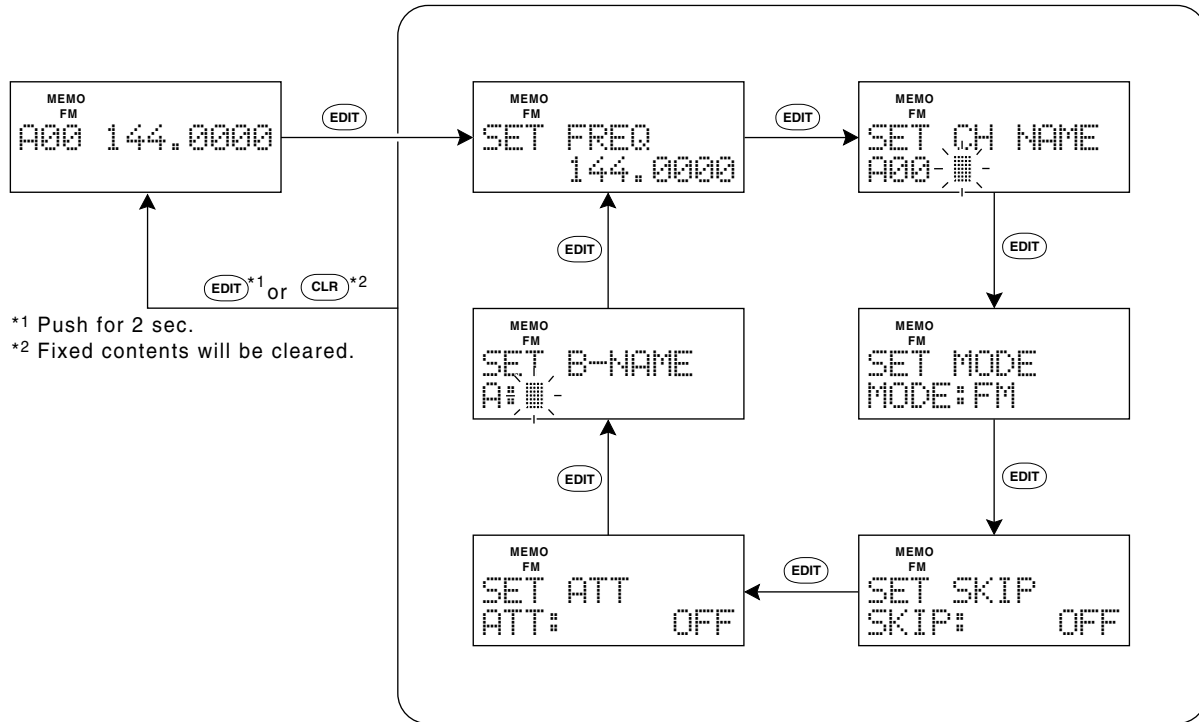 MEMO
FM
A00 144.0000
EDIT
MEMO
FM
SET FREQ
144.0000
EDIT
MEMO
FM
SET CH NAME
A00-
EDIT
EDIT
EDIT*1 or CLR*2
*1 Push for 2 sec.
*2 Fixed contents will be cleared.
MEMO
FM
SET B-NAME
A:
MEMO
FM
SET MODE
MODE:FM
EDIT
EDIT
MEMO
FM
SET ATT
ATT: OFF
EDIT
MEMO
FM
SET SKIP
SKIP: OFF